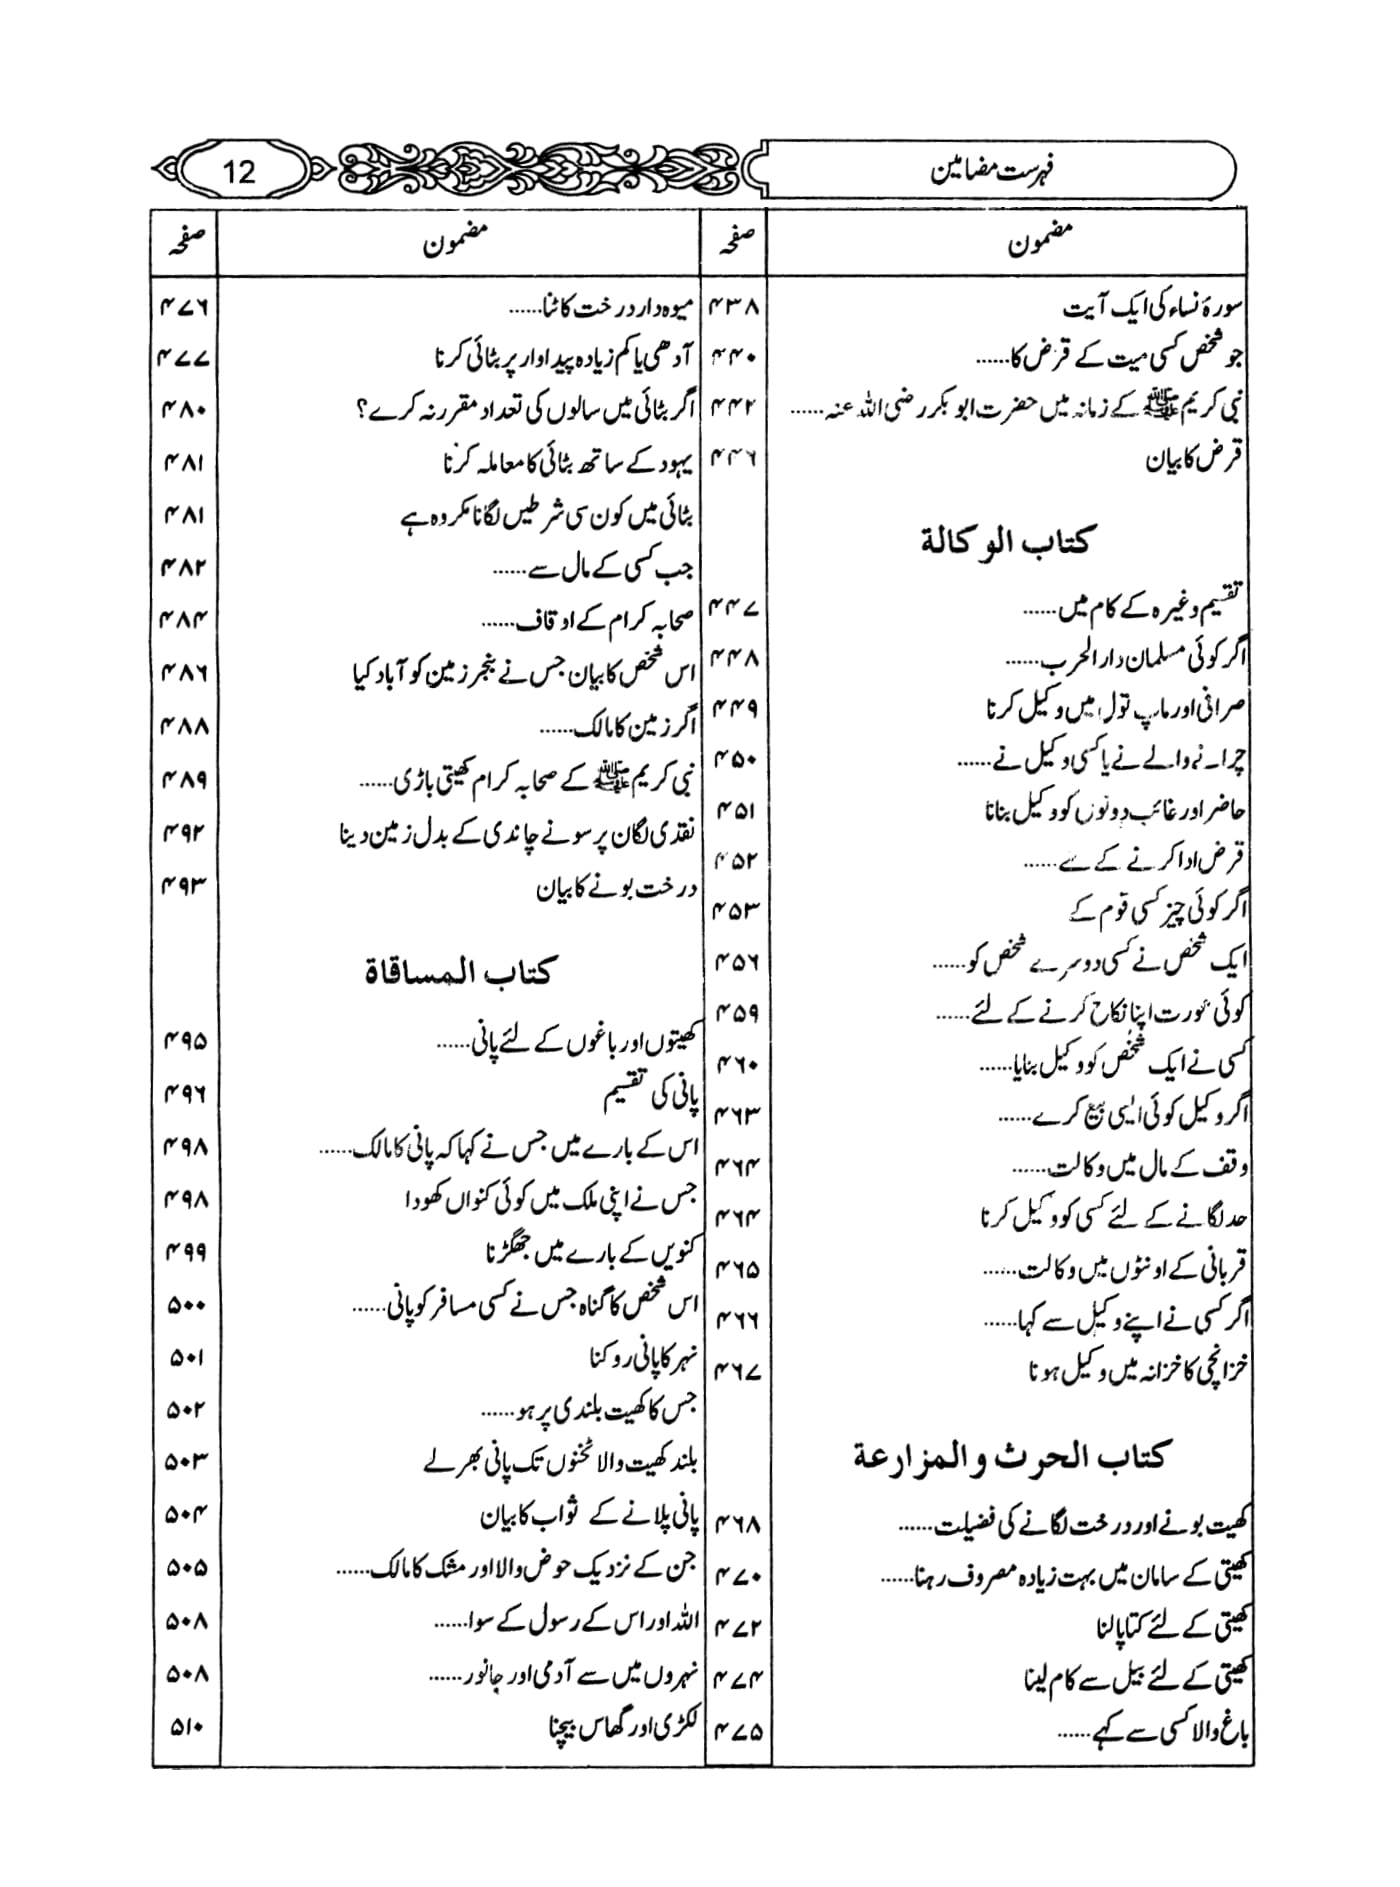 فہرست مضامین
12
مضمون صفحہ
سورۂ نساء کی ایک آیت ۴۳۸
جو شخص کسی میت کے قرض کا...... ۴۴۰
نبی کریم ﷺ کے زمانہ میں حضرت ابو بکر رضی اللہ عنہ...... ۴۴۲
قرض کا بیان ۴۴۶
كتاب الوكالة
تقسیم وغیرہ کے کام میں...... ۴۴۷
اگر کوئی مسلمان دار الحرب...... ۴۴۸
صرافی اور ماپ تول میں وکیل کرنا ۴۴۹
چرانے والے نے یا کسی وکیل نے...... ۴۵۰
حاضر اور غائب دونوں کو وکیل بنانا ۴۵۱
قرض ادا کرنے کے لئے...... ۴۵۲
اگر کوئی چیز کسی قوم کے ۴۵۳
ایک شخص نے کسی دوسرے شخص کو...... ۴۵۶
کوئی عورت اپنا نکاح کرنے کے لئے...... ۴۵۹
کسی نے ایک شخص کو وکیل بنایا...... ۴۶۰
اگر وکیل کوئی ایسی بیع کرے...... ۴۶۳
وقف کے مال میں وکالت...... ۴۶۴
حد لگانے کے لئے کسی کو وکیل کرنا ۴۶۴
قربانی کے اونٹوں میں وکالت...... ۴۶۵
اگر کسی نے اپنے وکیل سے کہا...... ۴۶۶
خزانچی کا خزانہ میں وکیل ہونا ۴۶۷
كتاب الحرث والمزارعة
کھیت بونے اور درخت لگانے کی فضیلت...... ۴۶۸
کھیتی کے سامان میں بہت زیادہ مصروف رہنا...... ۴۷۰
کھیتی کے لئے کتا پالنا ۴۷۲
کھیتی کے لئے بیل سے کام لینا ۴۷۴
باغ والا کسی سے کہے...... ۴۷۵
مضمون صفحہ
میوہ دار درخت کاٹنا...... ۴۷۶
آدھی یا کم زیادہ پیداوار پر بٹائی کرنا ۴۷۷
اگر بٹائی میں سالوں کی تعداد مقرر نہ کرے؟ ۴۸۰
یہود کے ساتھ بٹائی کا معاملہ کرنا ۴۸۱
بٹائی میں کون سی شرطیں لگانا مکروہ ہے ۴۸۱
جب کسی کے مال سے...... ۴۸۲
صحابہ کرام کے اوقاف...... ۴۸۴
اس شخص کا بیان جس نے بنجر زمین کو آباد کیا ۴۸۶
اگر زمین کا مالک...... ۴۸۸
نبی کریم ﷺ کے صحابہ کرام کھیتی باڑی...... ۴۸۹
نقدی لگان پر سونے چاندی کے بدل زمین دینا ۴۹۲
درخت بونے کا بیان ۴۹۳
كتاب المساقاة
کھیتوں اور باغوں کے لئے پانی...... ۴۹۵
پانی کی تقسیم ۴۹۶
اس کے بارے میں جس نے کہا کہ پانی کا مالک...... ۴۹۸
جس نے اپنی ملک میں کوئی کنواں کھودا ۴۹۸
کنویں کے بارے میں جھگڑنا ۴۹۹
اس شخص کا گناہ جس نے کسی مسافر کو پانی...... ۵۰۰
نہر کا پانی روکنا ۵۰۱
جس کا کھیت بلندی پر ہو...... ۵۰۲
بلند کھیت والا ٹخنوں تک پانی بھر لے ۵۰۳
پانی پلانے کے ثواب کا بیان ۵۰۴
جن کے نزدیک حوض والا اور مشک کا مالک...... ۵۰۵
اللہ اور اس کے رسول کے سوا...... ۵۰۸
نہروں میں سے آدمی اور جانور...... ۵۰۸
لکڑی اور گھاس بیچنا ۵۱۰